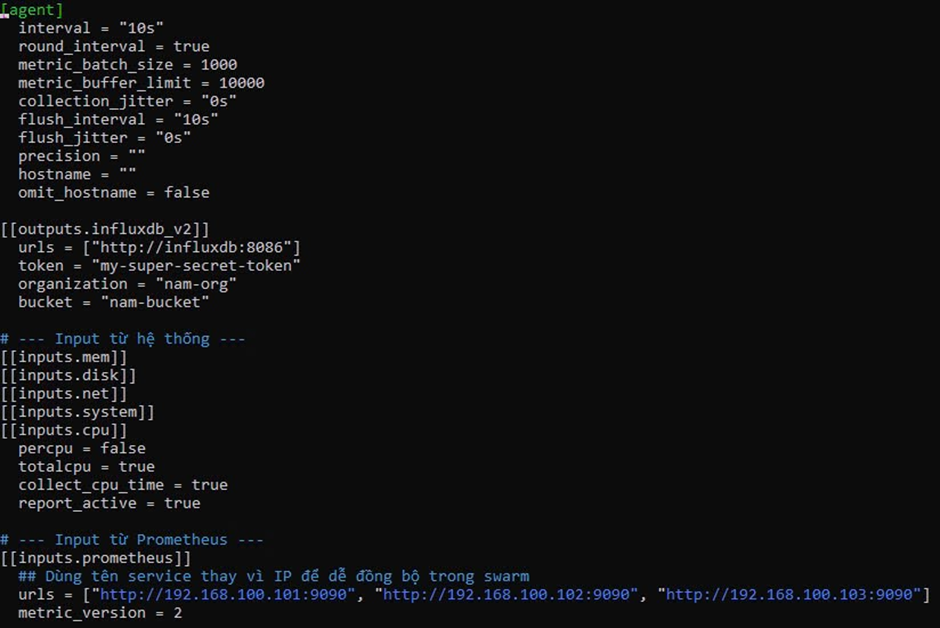 [agent]
  interval = "10s"
  round_interval = true
  metric_batch_size = 1000
  metric_buffer_limit = 10000
  collection_jitter = "0s"
  flush_interval = "10s"
  flush_jitter = "0s"
  precision = ""
  hostname = ""
  omit_hostname = false

[[outputs.influxdb_v2]]
  urls = ["http://influxdb:8086"]
  token = "my-super-secret-token"
  organization = "nam-org"
  bucket = "nam-bucket"

# --- Input từ hệ thống ---
[[inputs.mem]]
[[inputs.disk]]
[[inputs.net]]
[[inputs.system]]
[[inputs.cpu]]
  percpu = false
  totalcpu = true
  collect_cpu_time = true
  report_active = true

# --- Input từ Prometheus ---
[[inputs.prometheus]]
  ## Dùng tên service thay vì IP để dễ đồng bộ trong swarm
  urls = ["http://192.168.100.101:9090", "http://192.168.100.102:9090", "http://192.168.100.103:9090"]
  metric_version = 2